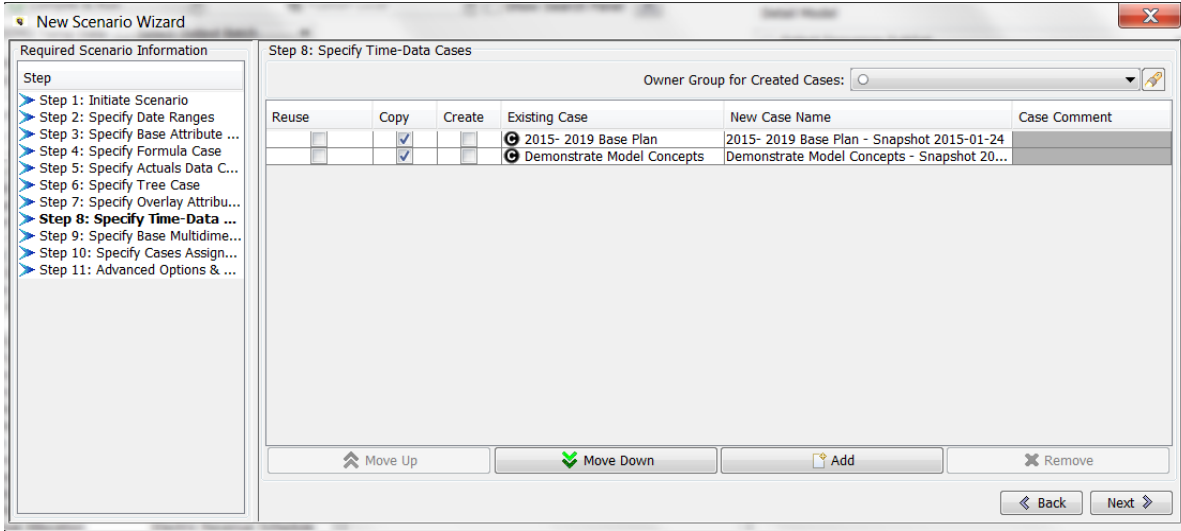 New Scenario Wizard
Required Scenario Information
Step
Step 1: Initiate Scenario
Step 2: Specify Date Ranges
Step 3: Specify Base Attribute ...
Step 4: Specify Formula Case
Step 5: Specify Actuals Data C...
Step 6: Specify Tree Case
Step 7: Specify Overlay Attribu...
Step 8: Specify Time-Data ...
Step 9: Specify Base Multidime...
Step 10: Specify Cases Assign...
Step 11: Advanced Options & ...
Step 8: Specify Time-Data Cases
Owner Group for Created Cases:
Reuse Copy Create Existing Case New Case Name Case Comment
C 2015- 2019 Base Plan 2015- 2019 Base Plan - Snapshot 2015-01-24
C Demonstrate Model Concepts Demonstrate Model Concepts - Snapshot 20...
Move Up Move Down Add Remove
Back Next